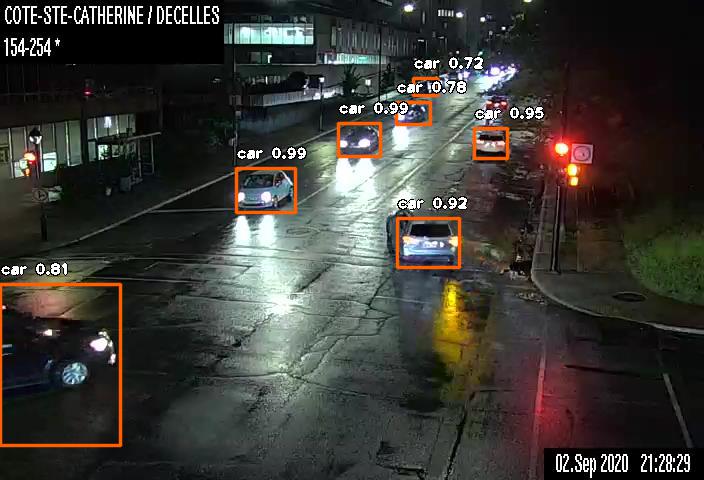 COTE-STE-CATHERINE / DECELLES
154-254 *
car 0.72
car 0.78
car 0.99
car 0.95
car 0.99
car 0.92
car 0.81
02.Sep 2020 21:28:29